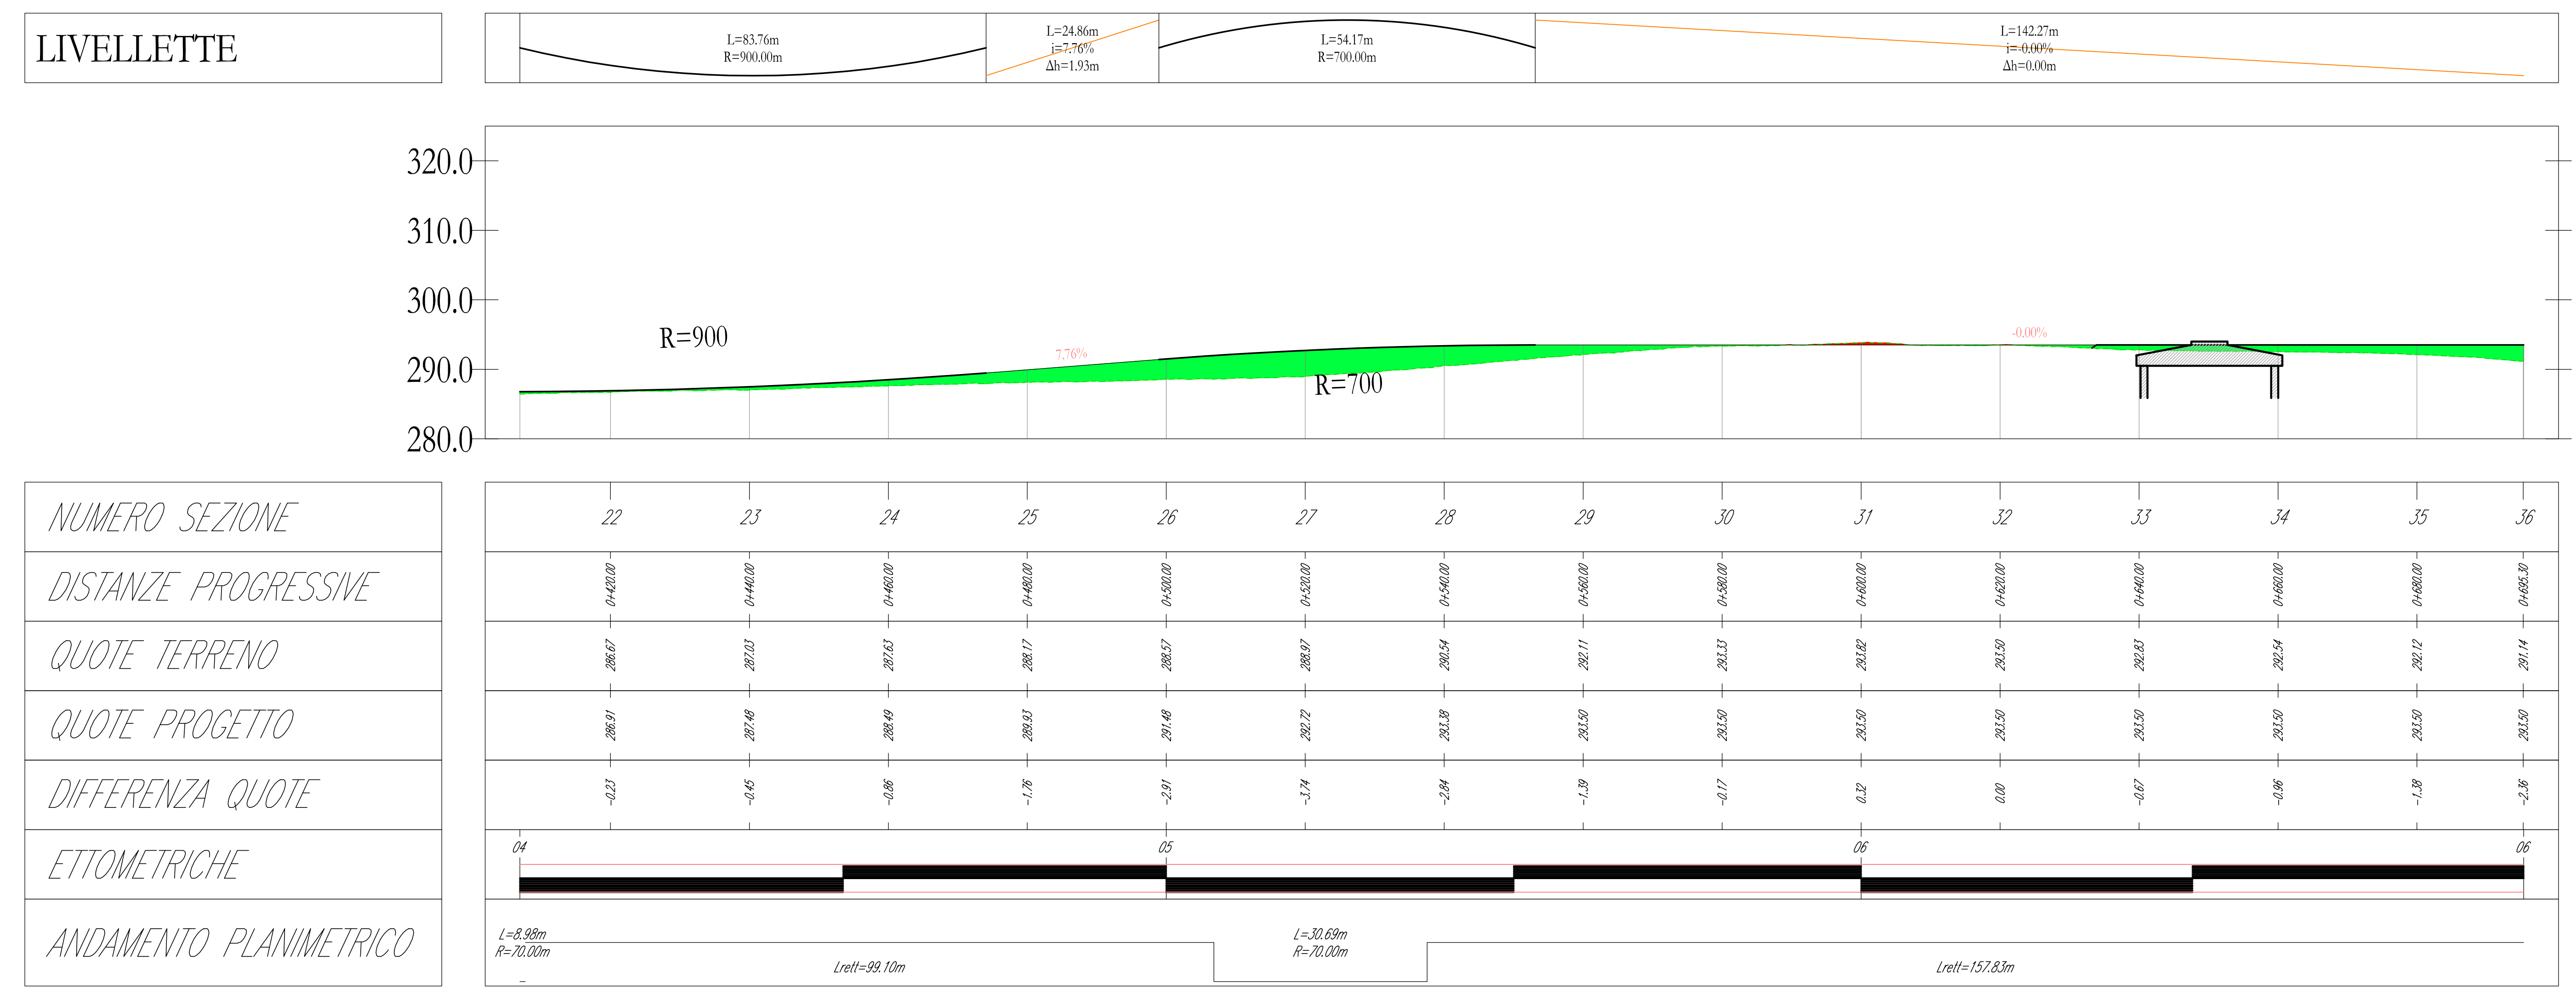 LIVELLETTE
L=83.76m
R=900.00m
L=24.86m
i=7.76%
Δh=1.93m
L=54.17m
R=700.00m
L=142.27m
i=-0.00%
Δh=0.00m
320.0
310.0
300.0
290.0
280.0
R=900
7.76%
R=700
-0.00%
NUMERO SEZIONE
22 23 24 25 26 27 28 29 30 31 32 33 34 35 36
DISTANZE PROGRESSIVE
0+420.00 0+440.00 0+460.00 0+480.00 0+500.00 0+520.00 0+540.00 0+560.00 0+580.00 0+600.00 0+620.00 0+640.00 0+660.00 0+680.00 0+695.30
QUOTE TERRENO
286.67 287.03 287.63 288.17 288.57 288.97 290.54 292.11 293.33 293.82 293.50 292.83 292.54 292.12 291.14
QUOTE PROGETTO
286.91 287.48 288.49 289.93 291.48 292.72 293.38 293.50 293.50 293.50 293.50 293.50 293.50 293.50 293.50
DIFFERENZA QUOTE
-0.23 -0.45 -0.86 -1.76 -2.91 -3.74 -2.84 -1.39 -0.17 0.32 0.00 -0.67 -0.96 -1.38 -2.36
ETTOMETRICHE
04 05 06 06
ANDAMENTO PLANIMETRICO
L=8.98m
R=70.00m
Lrett=99.10m
L=30.69m
R=70.00m
Lrett=157.83m